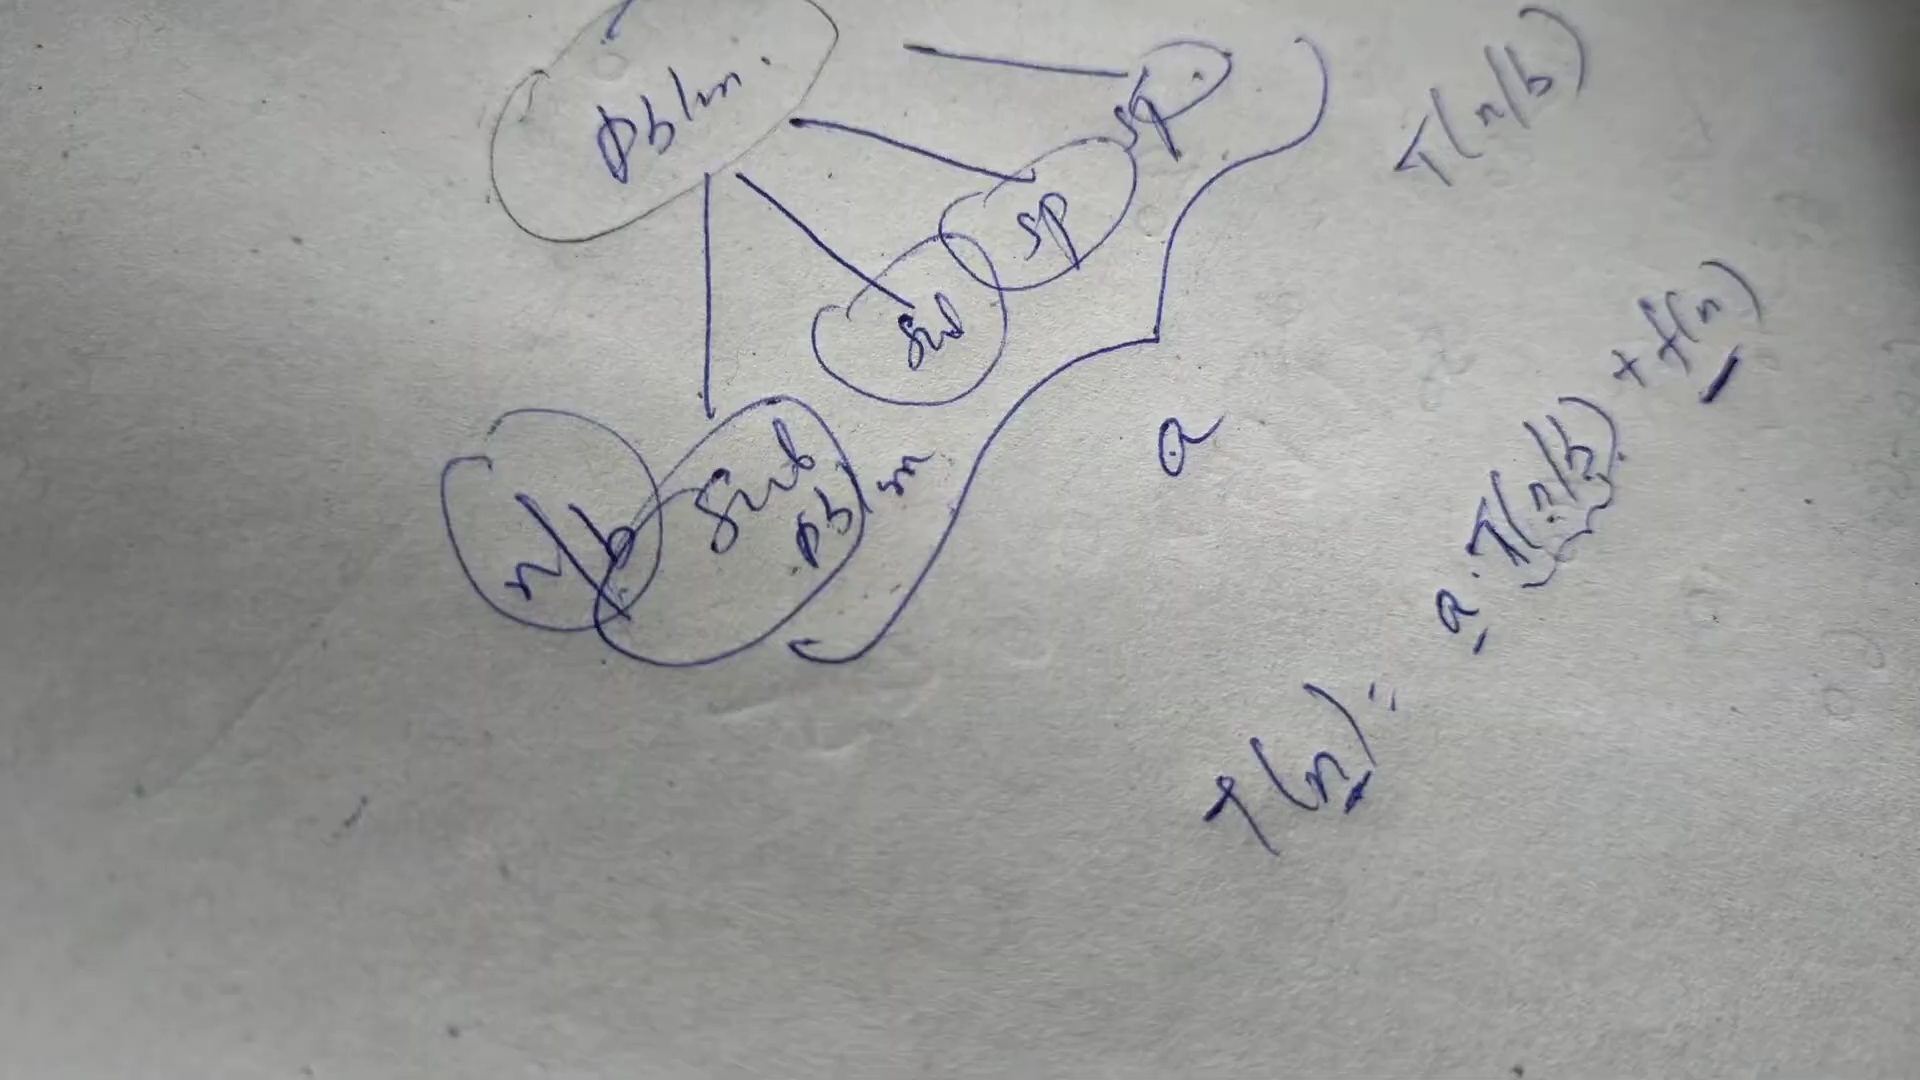 pblm.
sp
sp
sub
sub
pblm
n/b
a
T(n/b)
T(n) = a.T(n/b) + f(n)